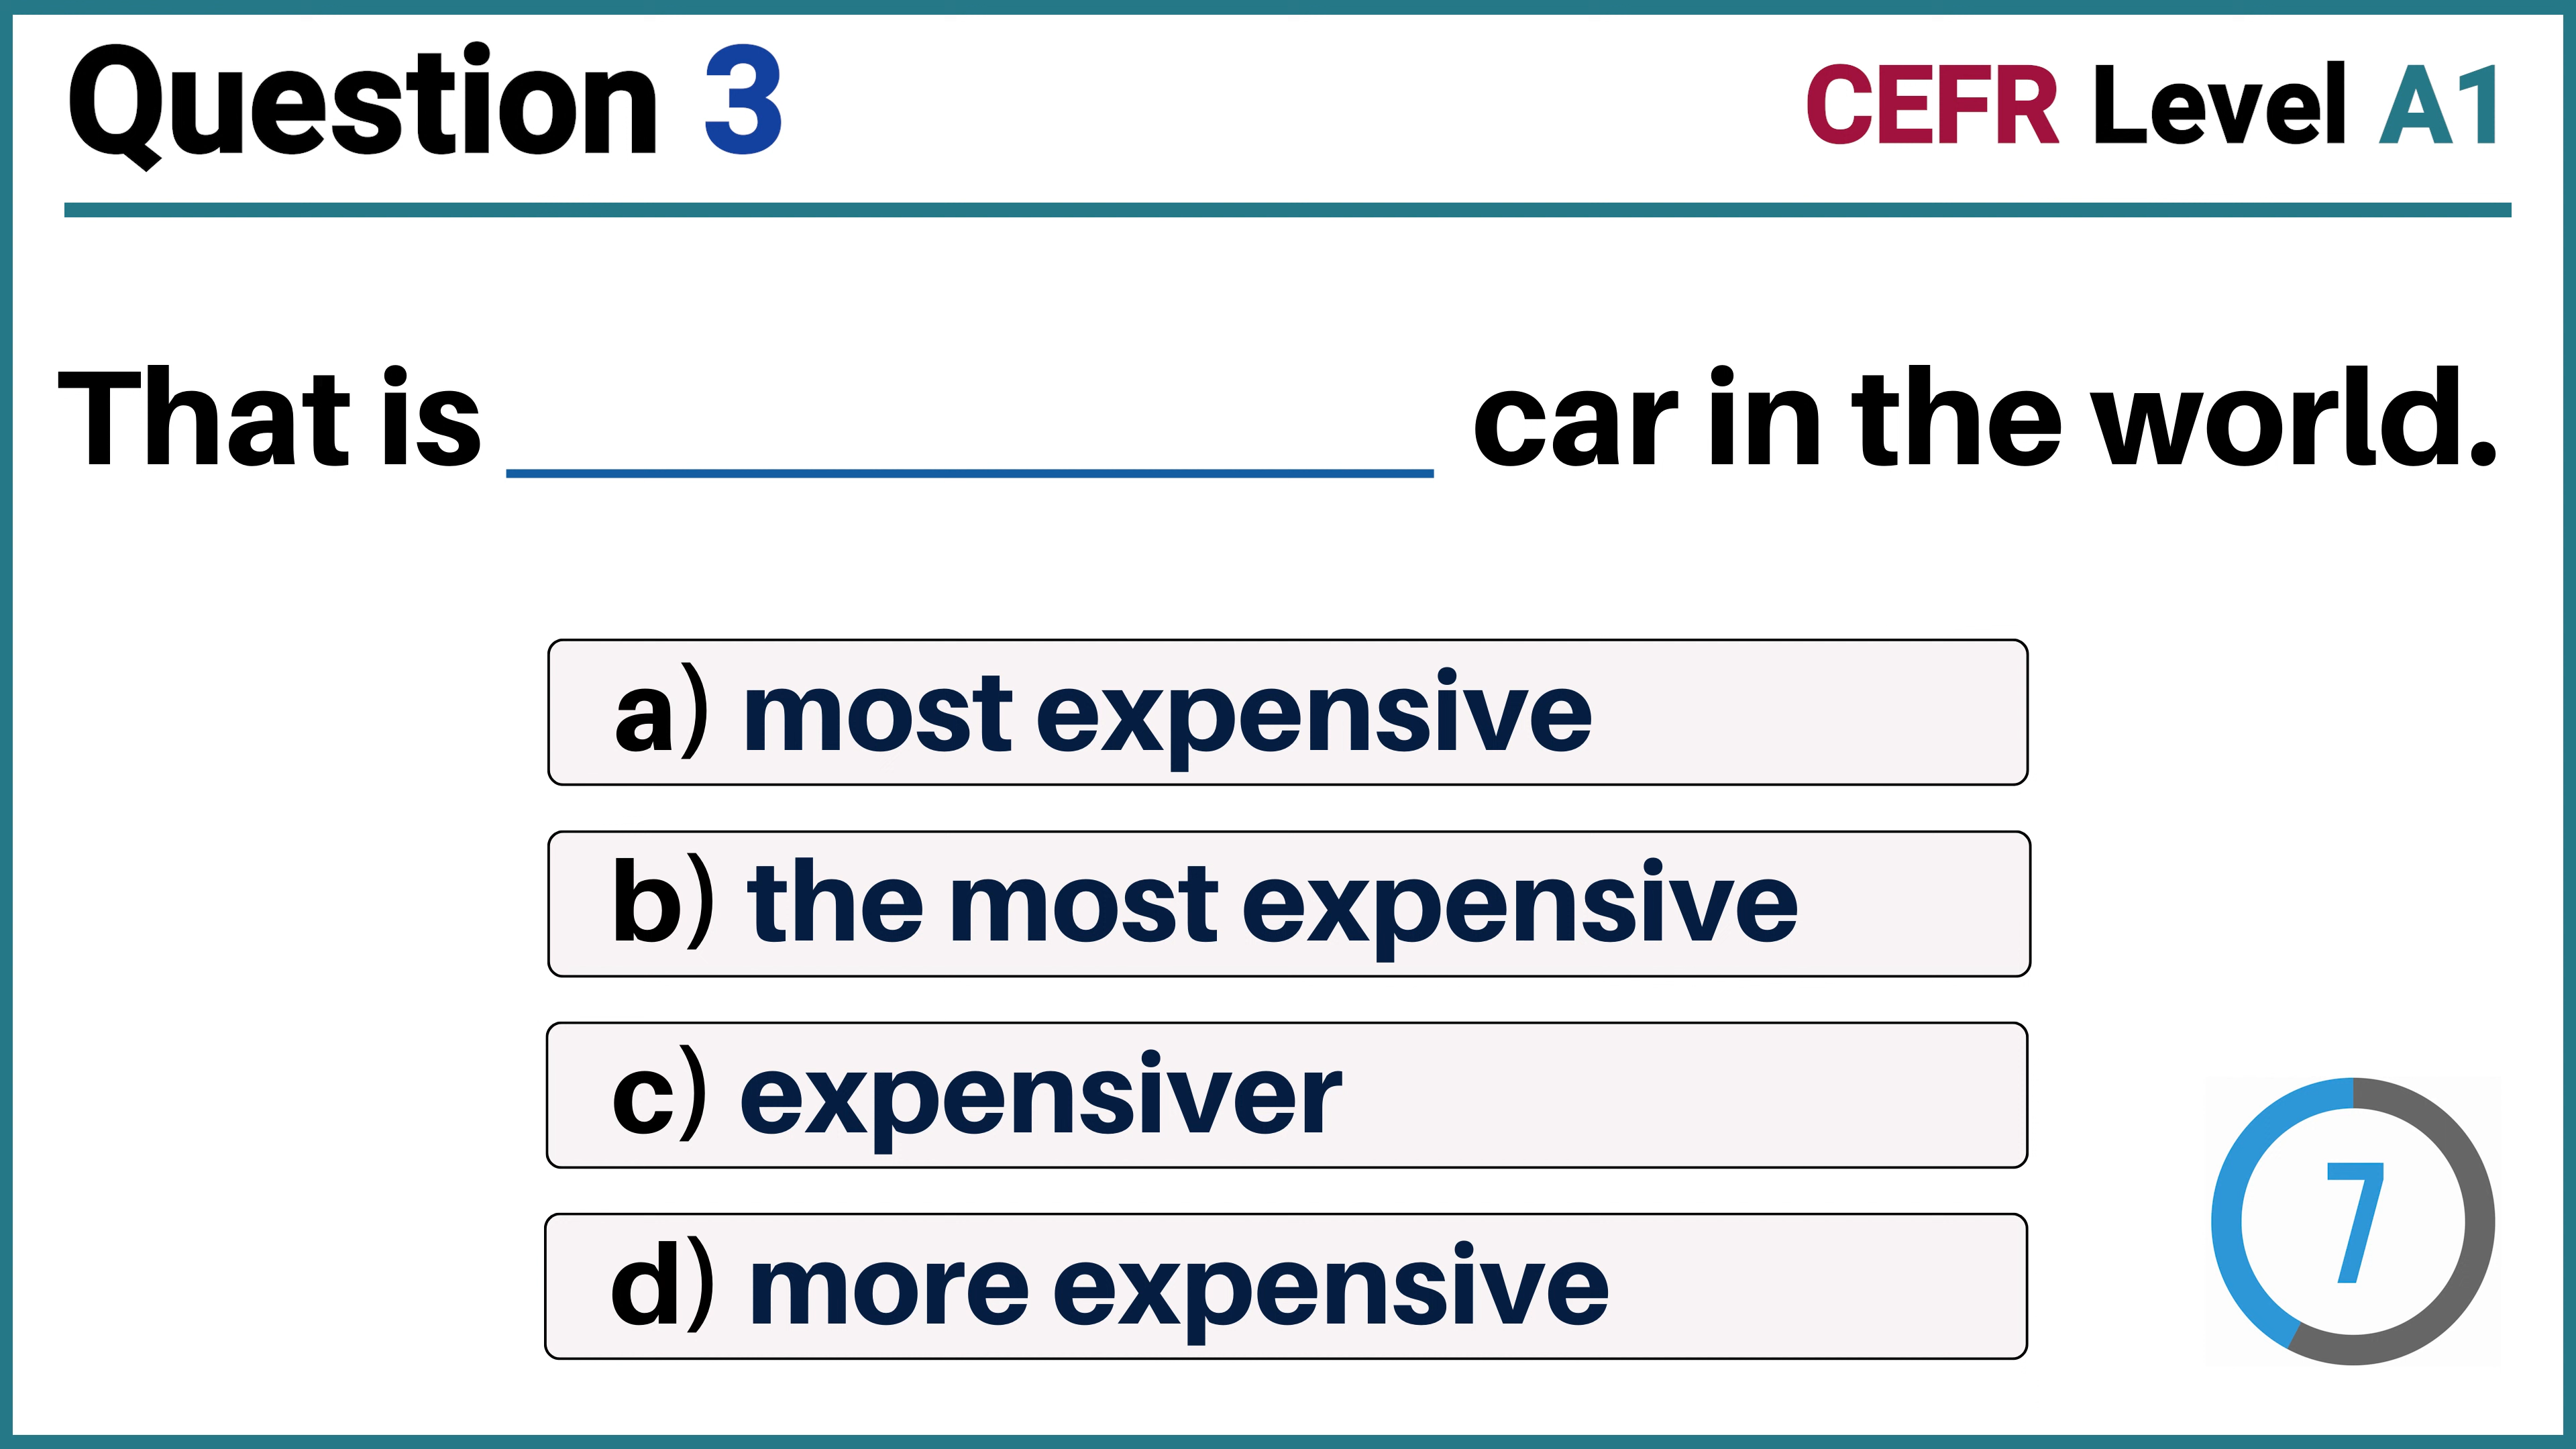 Question 3
CEFR Level A1
That is ______________ car in the world.
a) most expensive
b) the most expensive
c) expensiver
d) more expensive
7